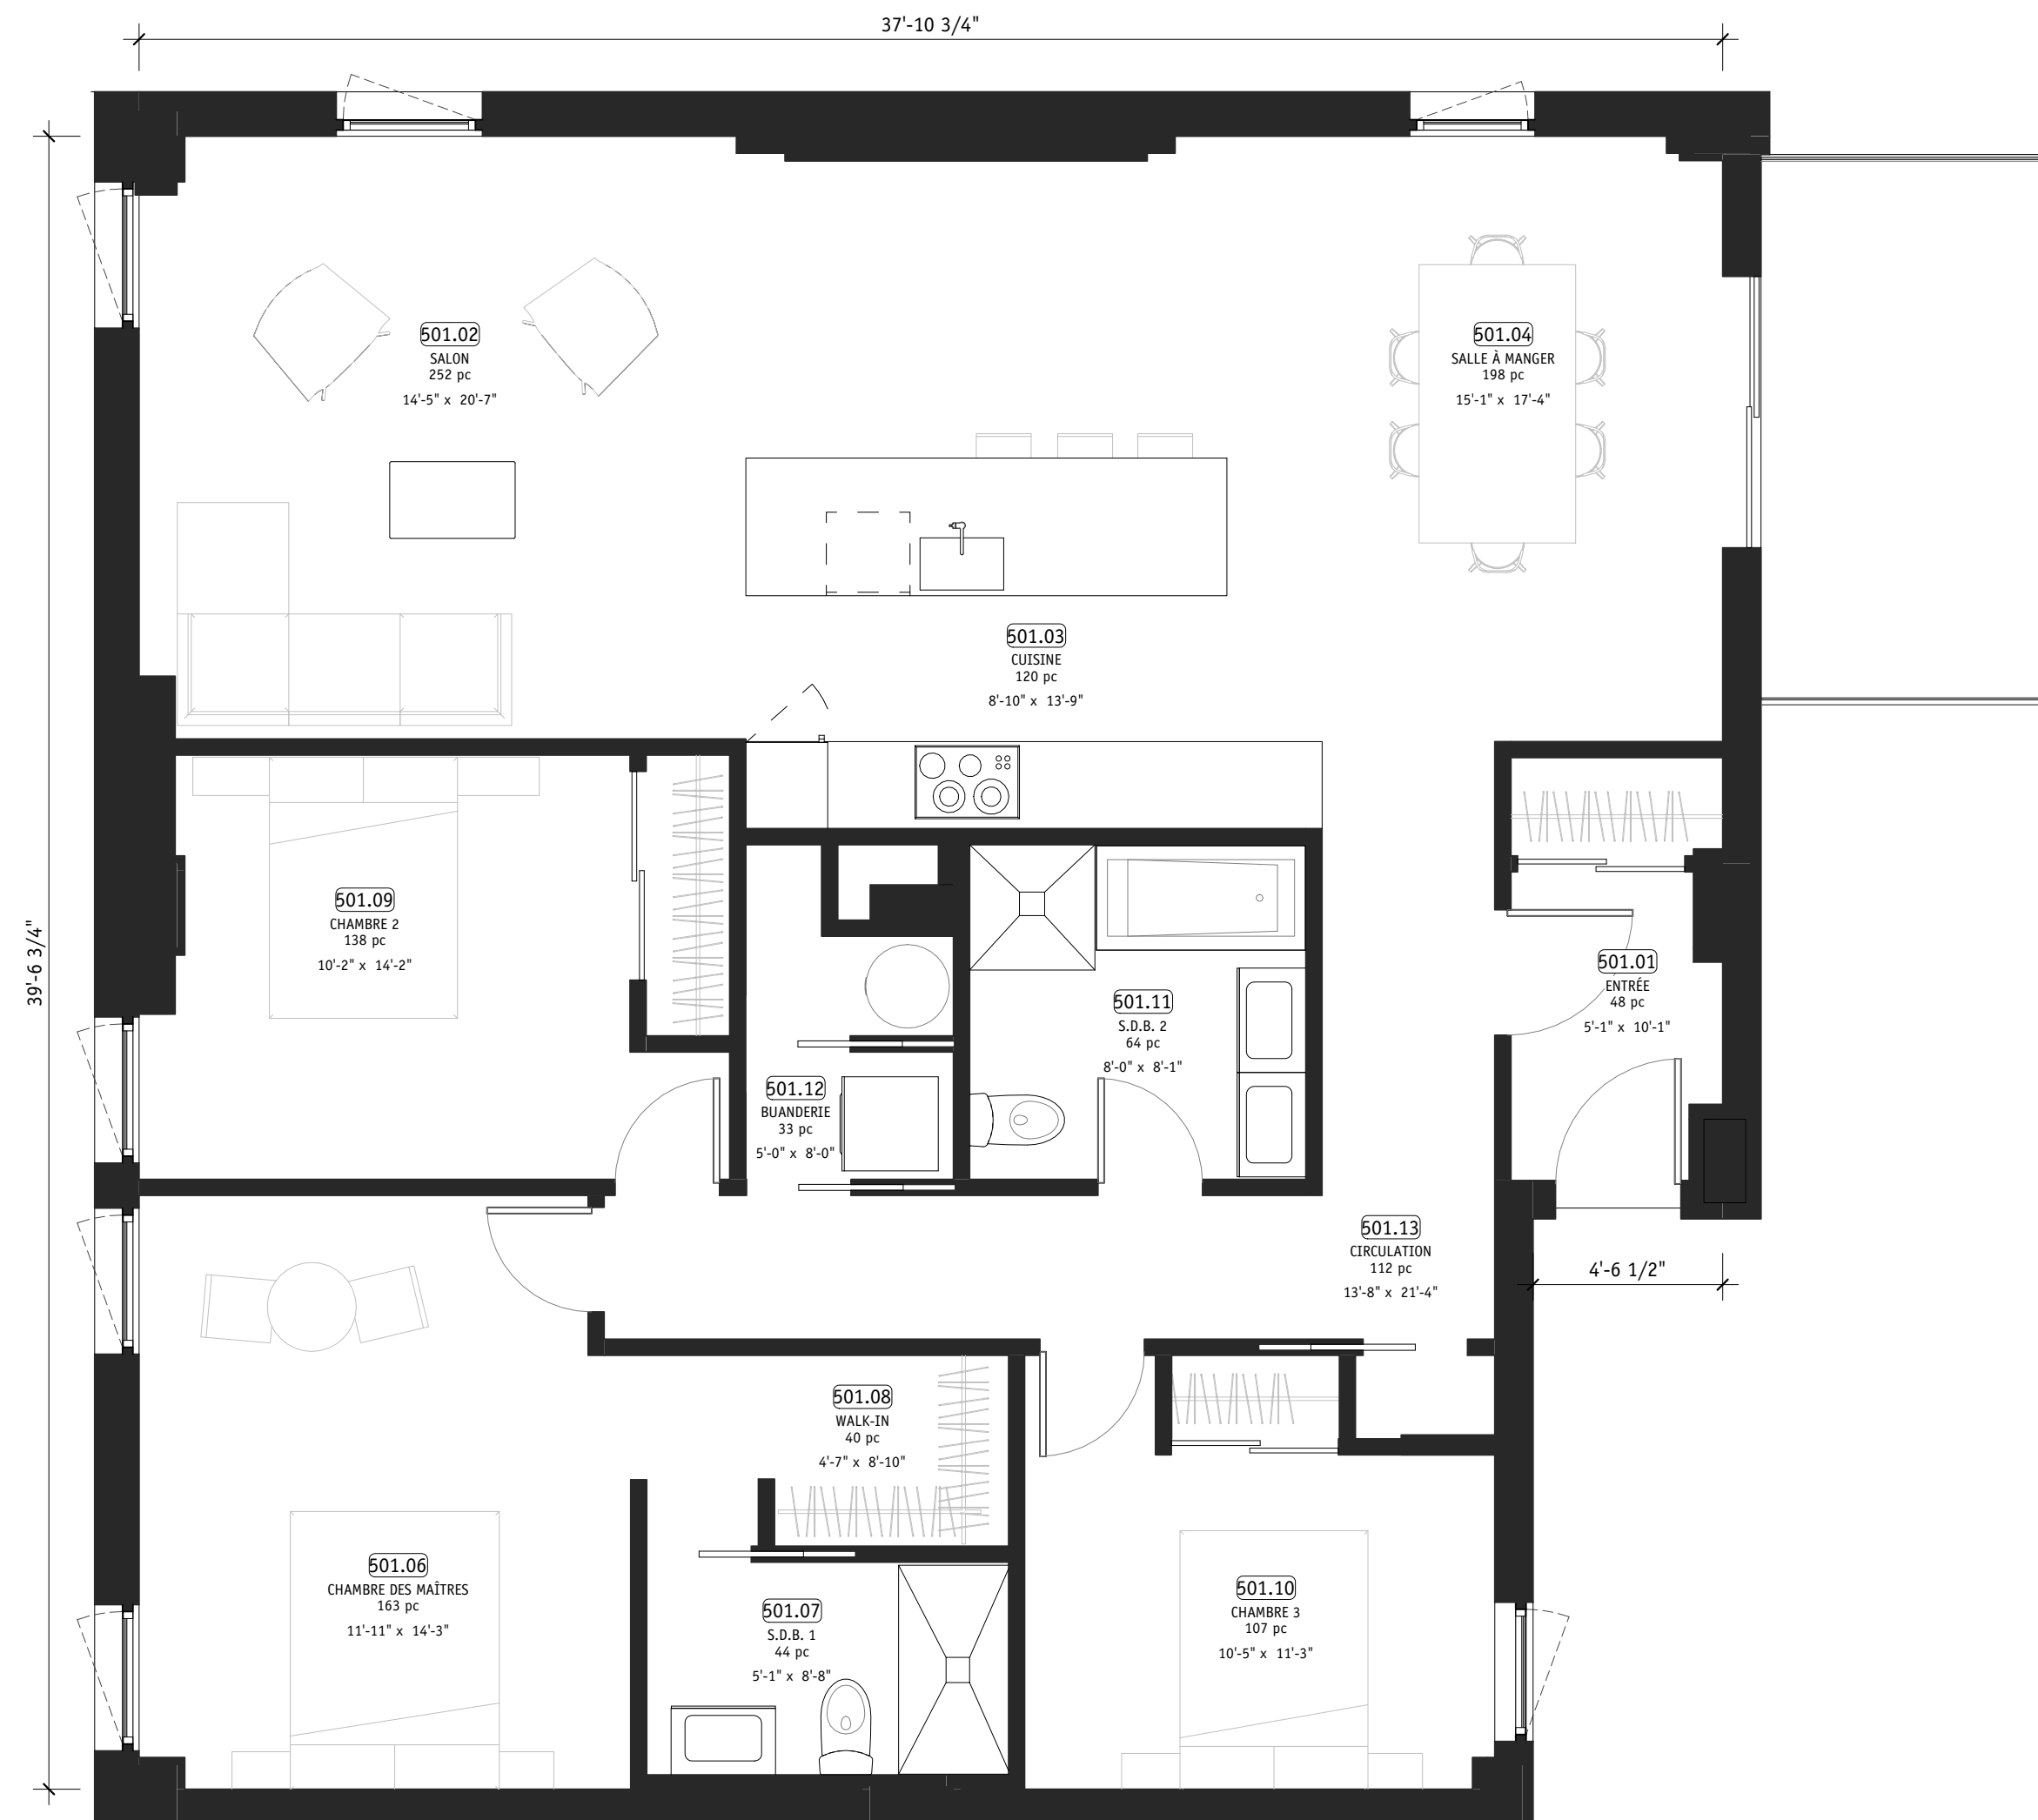 37'-10 3/4"
501.02
SALON
252 pc
14'-5" x 20'-7"
501.04
SALLE À MANGER
198 pc
15'-1" x 17'-4"
501.03
CUISINE
120 pc
8'-10" x 13'-9"
39'-6 3/4"
501.09
CHAMBRE 2
138 pc
10'-2" x 14'-2"
501.01
ENTRÉE
48 pc
5'-1" x 10'-1"
501.11
S.D.B. 2
64 pc
8'-0" x 8'-1"
501.12
BUANDERIE
33 pc
5'-0" x 8'-0"
501.13
CIRCULATION
112 pc
13'-8" x 21'-4"
4'-6 1/2"
501.08
WALK-IN
40 pc
4'-7" x 8'-10"
501.06
CHAMBRE DES MAÎTRES
163 pc
11'-11" x 14'-3"
501.07
S.D.B. 1
44 pc
5'-1" x 8'-8"
501.10
CHAMBRE 3
107 pc
10'-5" x 11'-3"